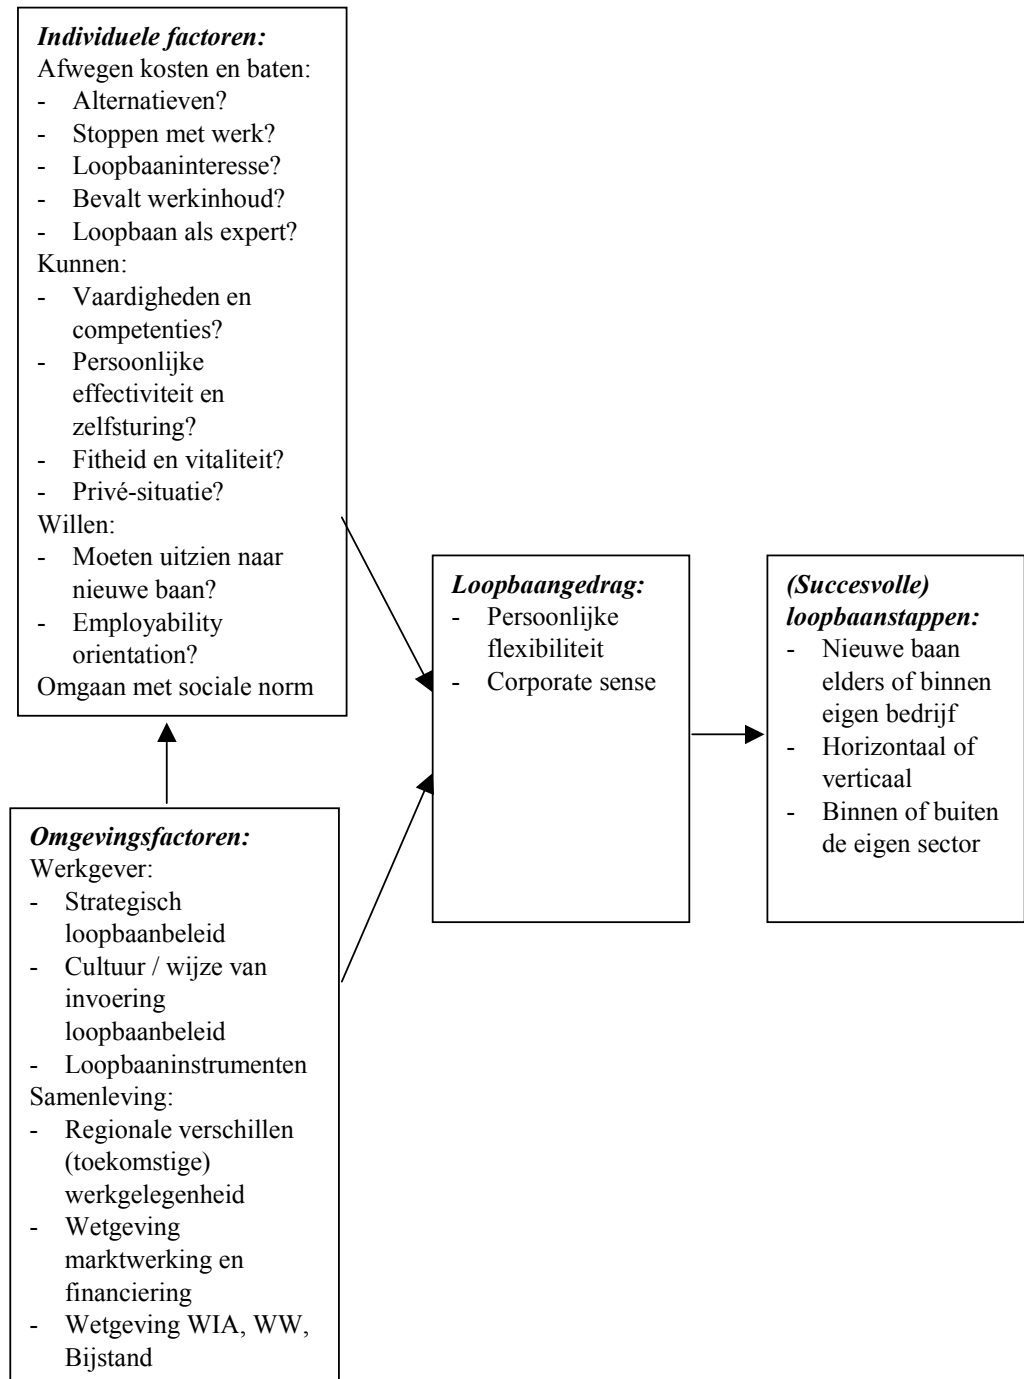 Individuele factoren:
Afwegen kosten en baten:
- Alternatieven?
- Stoppen met werk?
- Loopbaaninteresse?
- Bevalt werkinhoud?
- Loopbaan als expert?
Kunnen:
- Vaardigheden en
competenties?
- Persoonlijke
effectiviteit en
zelfsturing?
- Fitheid en vitaliteit?
- Privé-situatie?
Willen:
- Moeten uitzien naar
nieuwe baan?
- Employability
orientation?
Omgaan met sociale norm
Omgevingsfactoren:
Werkgever:
- Strategisch
loopbaanbeleid
- Cultuur / wijze van
invoering
loopbaanbeleid
- Loopbaaninstrumenten
Samenleving:
- Regionale verschillen
(toekomstige)
werkgelegenheid
- Wetgeving
marktwerking en
financiering
- Wetgeving WIA, WW,
Bijstand
Loopbaangedrag:
- Persoonlijke
flexibiliteit
- Corporate sense
(Succesvolle)
loopbaanstappen:
- Nieuwe baan
elders of binnen
eigen bedrijf
- Horizontaal of
verticaal
- Binnen of buiten
de eigen sector